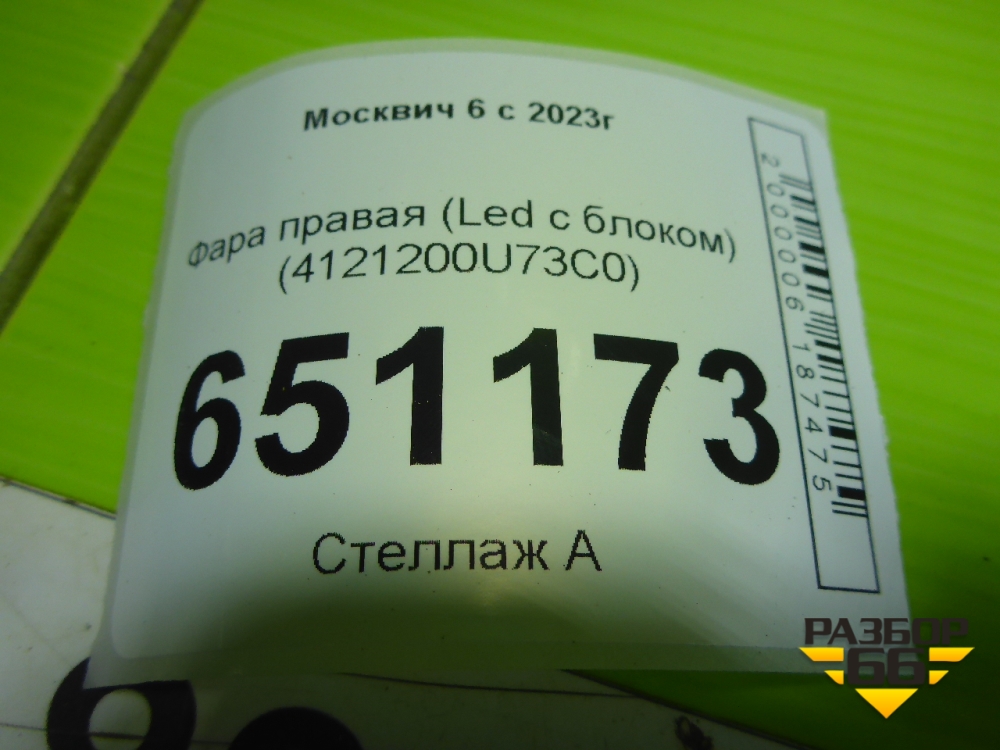 Москвич 6 с 2023г
Фара правая (Led с блоком)
(4121200U73C0)
651173
Стеллаж А
2000006187475
РАЗБОР
66